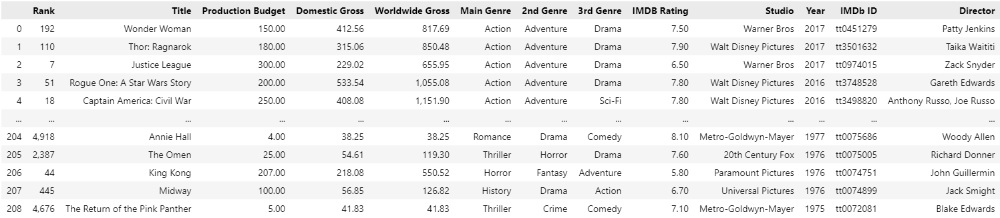 Rank Title Production Budget Domestic Gross Worldwide Gross Main Genre 2nd Genre 3rd Genre IMDB Rating Studio Year IMDb ID Director
0 192 Wonder Woman 150.00 412.56 817.69 Action Adventure Drama 7.50 Warner Bros 2017 tt0451279 Patty Jenkins
1 110 Thor: Ragnarok 180.00 315.06 850.48 Action Adventure Drama 7.90 Walt Disney Pictures 2017 tt3501632 Taika Waititi
2 7 Justice League 300.00 229.02 655.95 Action Adventure Drama 6.50 Warner Bros 2017 tt0974015 Zack Snyder
3 51 Rogue One: A Star Wars Story 200.00 533.54 1,055.08 Action Adventure Drama 7.80 Walt Disney Pictures 2016 tt3748528 Gareth Edwards
4 18 Captain America: Civil War 250.00 408.08 1,151.90 Action Adventure Sci-Fi 7.80 Walt Disney Pictures 2016 tt3498820 Anthony Russo, Joe Russo
... ... ... ... ... ... ... ... ... ... ... ... ... ...
204 4,918 Annie Hall 4.00 38.25 38.25 Romance Drama Comedy 8.10 Metro-Goldwyn-Mayer 1977 tt0075686 Woody Allen
205 2,387 The Omen 25.00 54.61 119.30 Thriller Horror Drama 7.60 20th Century Fox 1976 tt0075005 Richard Donner
206 44 King Kong 207.00 218.08 550.52 Horror Fantasy Adventure 5.80 Paramount Pictures 1976 tt0074751 John Guillermin
207 445 Midway 100.00 56.85 126.82 History Drama Action 6.70 Universal Pictures 1976 tt0074899 Jack Smight
208 4,676 The Return of the Pink Panther 5.00 41.83 41.83 Thriller Crime Comedy 7.10 Metro-Goldwyn-Mayer 1975 tt0072081 Blake Edwards